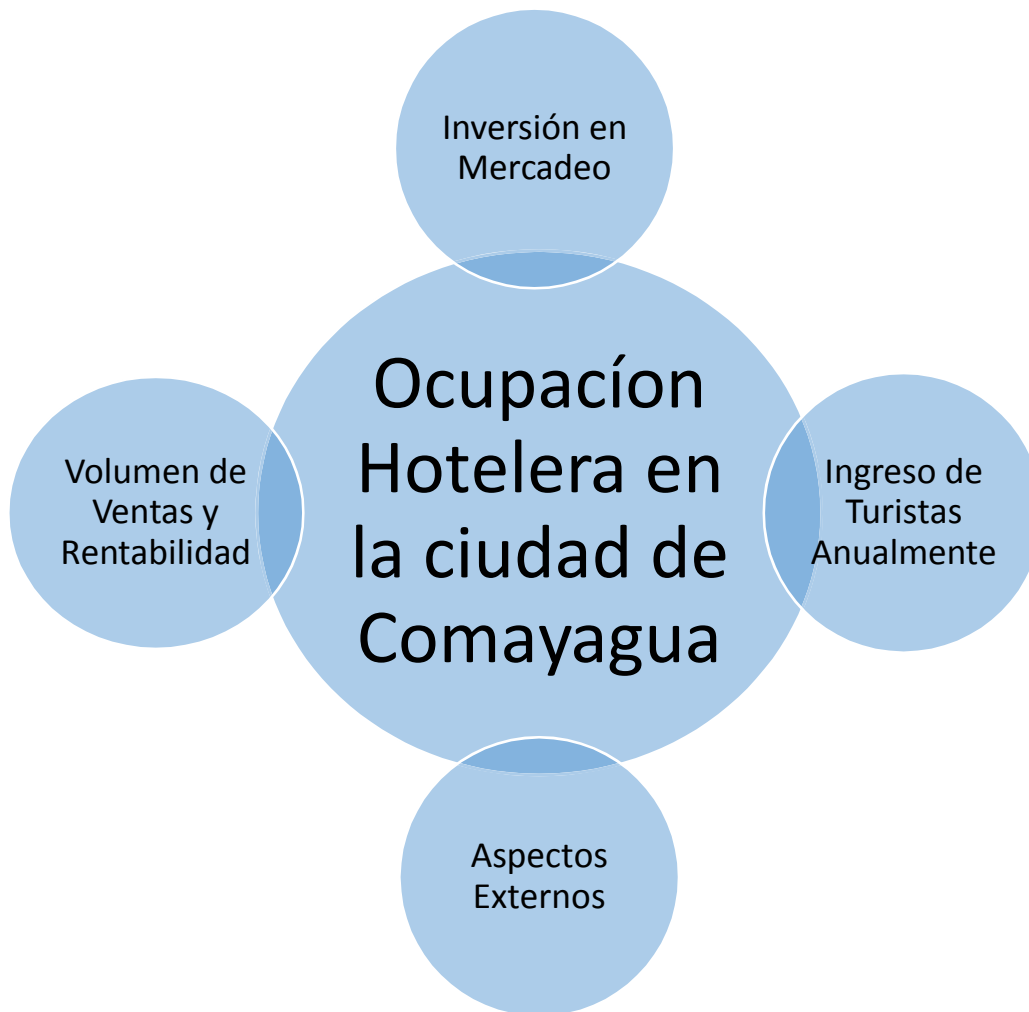 Inversión en
Mercadeo
Ocupacíon
Hotelera en
la ciudad de
Comayagua
Volumen de
Ventas y
Rentabilidad
Ingreso de
Turistas
Anualmente
Aspectos
Externos